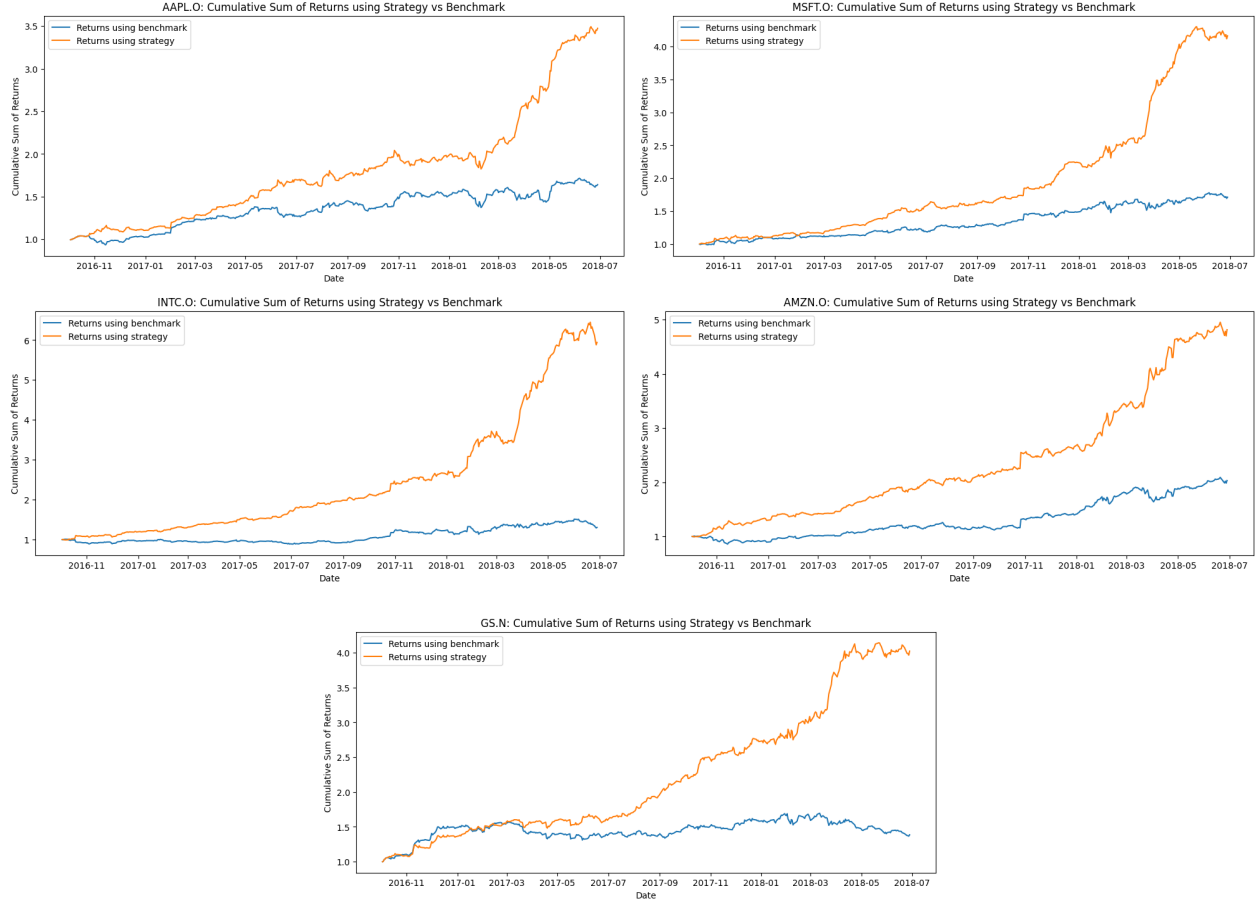 AAPL.O: Cumulative Sum of Returns using Strategy vs Benchmark
Returns using benchmark
Returns using strategy
Cumulative Sum of Returns
3.5
3.0
2.5
2.0
1.5
1.0
2016-11 2017-01 2017-03 2017-05 2017-07 2017-09 2017-11 2018-01 2018-03 2018-05 2018-07
Date
MSFT.O: Cumulative Sum of Returns using Strategy vs Benchmark
Returns using benchmark
Returns using strategy
Cumulative Sum of Returns
4.0
3.5
3.0
2.5
2.0
1.5
1.0
2016-11 2017-01 2017-03 2017-05 2017-07 2017-09 2017-11 2018-01 2018-03 2018-05 2018-07
Date
INTC.O: Cumulative Sum of Returns using Strategy vs Benchmark
Returns using benchmark
Returns using strategy
Cumulative Sum of Returns
6
5
4
3
2
1
2016-11 2017-01 2017-03 2017-05 2017-07 2017-09 2017-11 2018-01 2018-03 2018-05 2018-07
Date
AMZN.O: Cumulative Sum of Returns using Strategy vs Benchmark
Returns using benchmark
Returns using strategy
Cumulative Sum of Returns
5
4
3
2
1
2016-11 2017-01 2017-03 2017-05 2017-07 2017-09 2017-11 2018-01 2018-03 2018-05 2018-07
Date
GS.N: Cumulative Sum of Returns using Strategy vs Benchmark
Returns using benchmark
Returns using strategy
Cumulative Sum of Returns
4.0
3.5
3.0
2.5
2.0
1.5
1.0
2016-11 2017-01 2017-03 2017-05 2017-07 2017-09 2017-11 2018-01 2018-03 2018-05 2018-07
Date